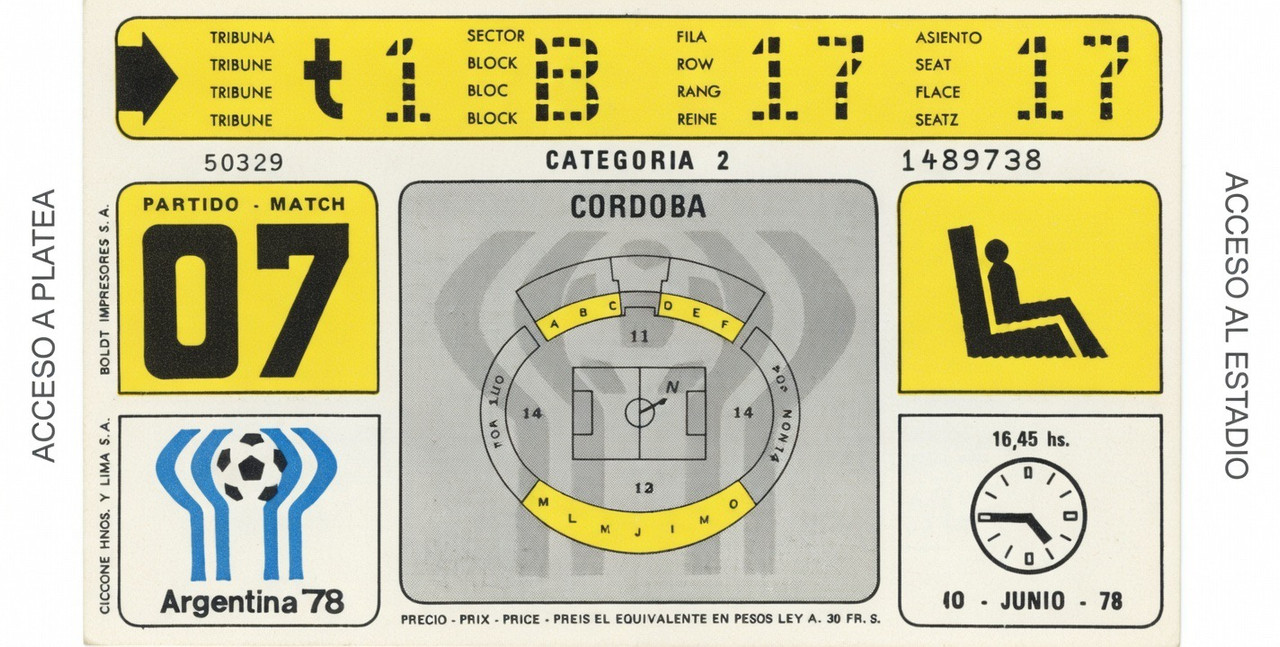 TRIBUNA
TRIBUNE
TRIBUNE
TRIBUNE
t1
SECTOR
BLOCK
BLOC
BLOCK
B
FILA
ROW
RANG
REINE
17
ASIENTO
SEAT
FLACE
SEATZ
17
50329
CATEGORIA 2
1489738
ACCESO A PLATEA
BOLDT IMPRESORES S. A.
CICCONE HNOS. Y LIMA S. A.
PARTIDO - MATCH
07
Argentina '78
CORDOBA
A B C D E F
11
N
14
14
12
M L M J I M O
16,45 hs.
10 - JUNIO - 78
PRECIO - PRIX - PRICE - PREIS EL EQUIVALENTE EN PESOS LEY A. 30 FR. S.
ACCESO AL ESTADIO